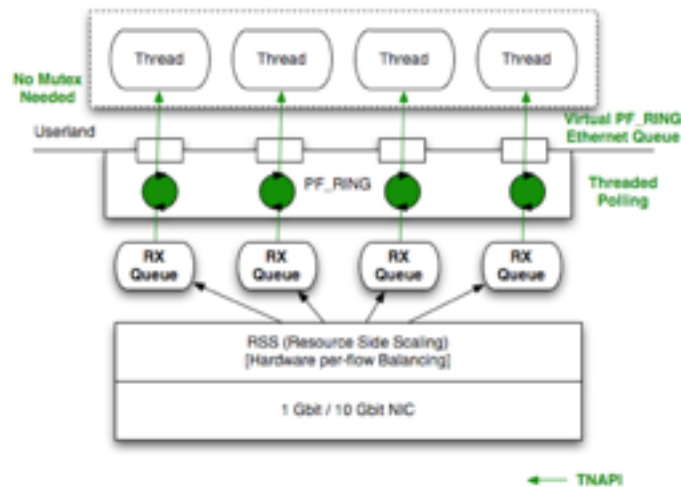 Thread Thread Thread Thread
No Mutex
Needed
Userland
Virtual PF_RING
Ethernet Queue
PF_RING
Threaded
Polling
RX
Queue
RX
Queue
RX
Queue
RX
Queue
RSS (Resource Side Scaling)
[Hardware per-flow Balancing]
1 Gbit / 10 Gbit NIC
TNAPI